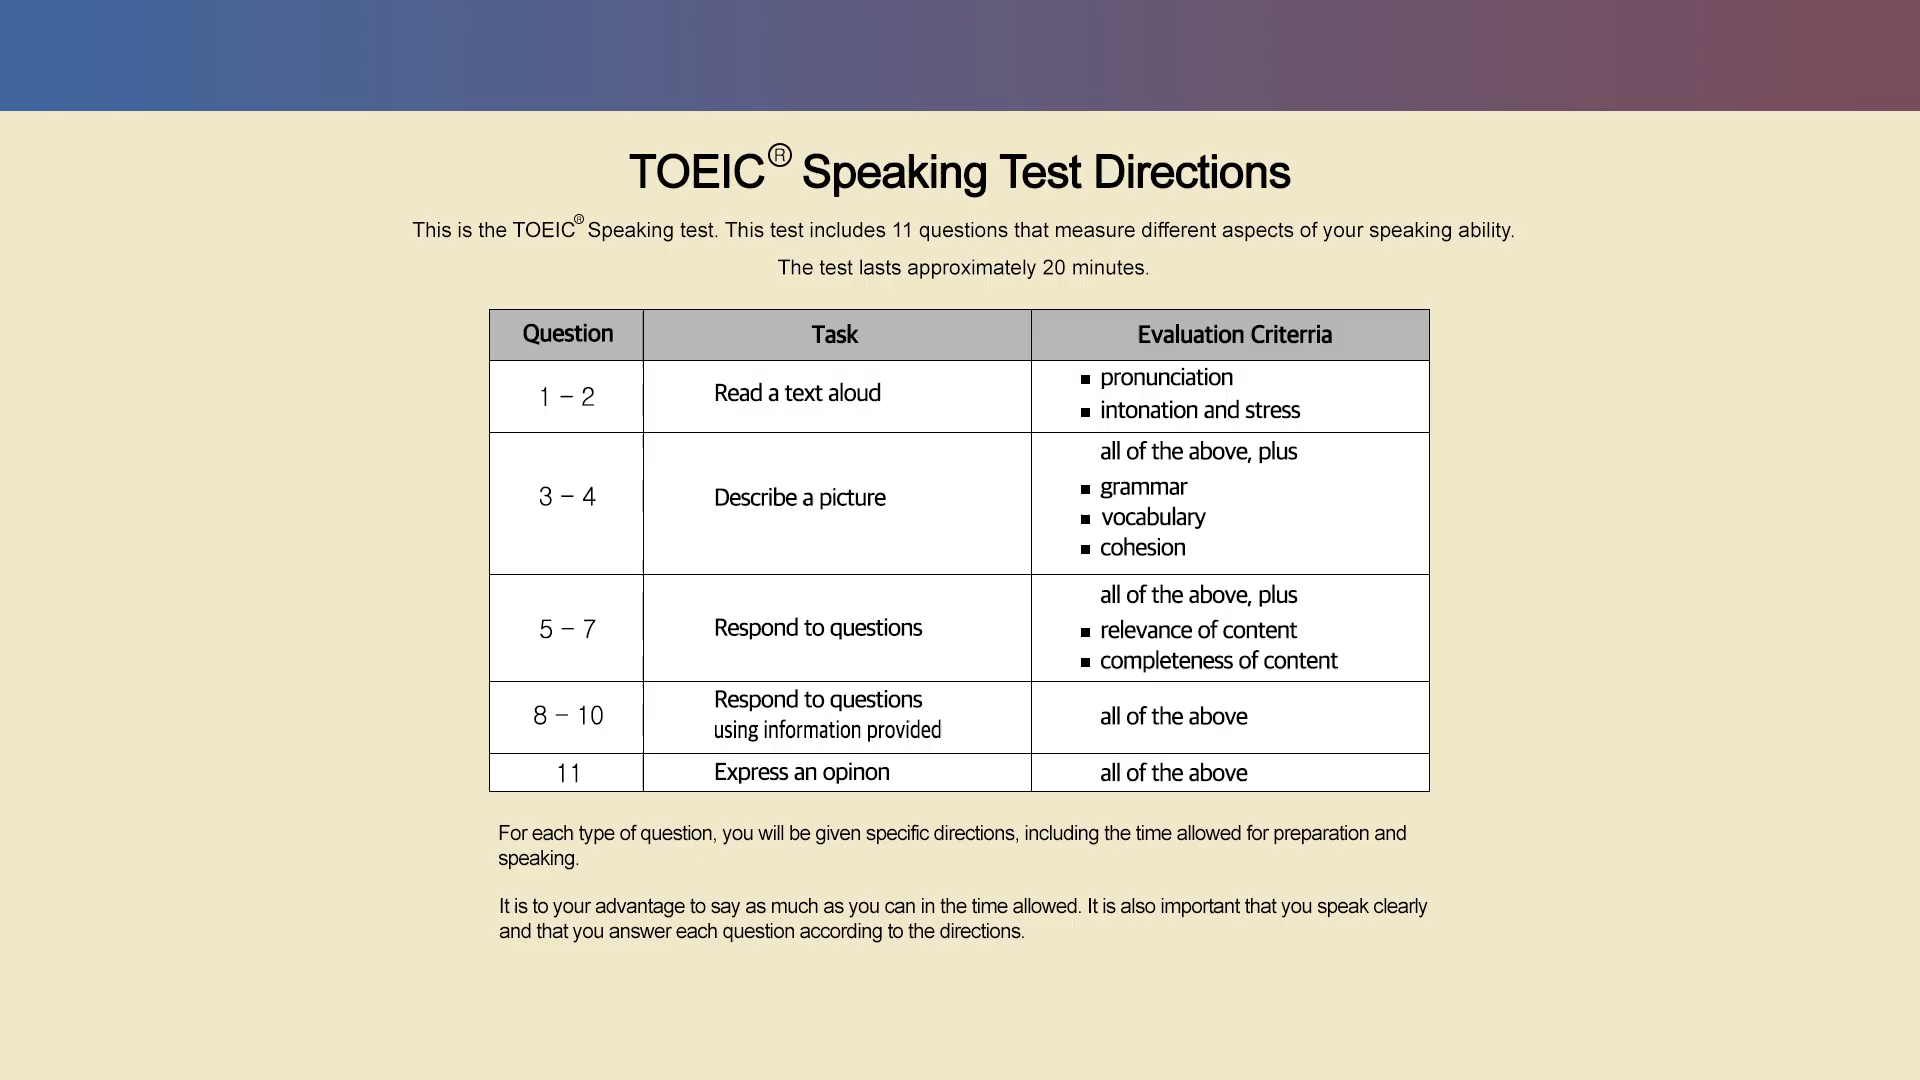 TOEIC® Speaking Test Directions
This is the TOEIC® Speaking test. This test includes 11 questions that measure different aspects of your speaking ability.
The test lasts approximately 20 minutes.
Question Task Evaluation Criterria
1 – 2 Read a text aloud ▪ pronunciation
▪ intonation and stress
3 – 4 Describe a picture all of the above, plus
▪ grammar
▪ vocabulary
▪ cohesion
5 – 7 Respond to questions all of the above, plus
▪ relevance of content
▪ completeness of content
8 – 10 Respond to questions
using information provided all of the above
11 Express an opinon all of the above
For each type of question, you will be given specific directions, including the time allowed for preparation and
speaking.
It is to your advantage to say as much as you can in the time allowed. It is also important that you speak clearly
and that you answer each question according to the directions.